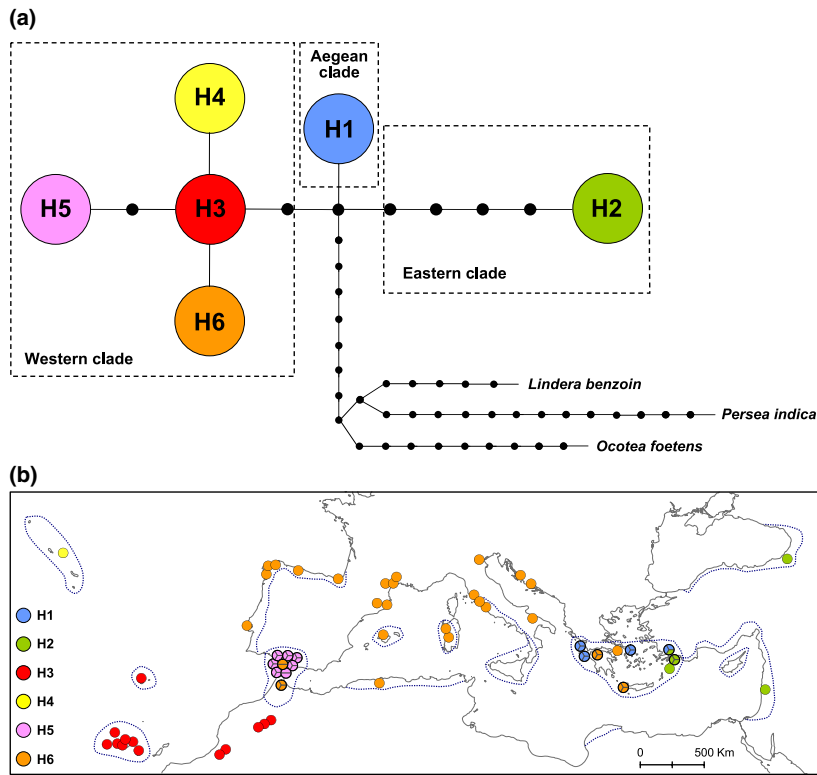 (a)
Aegean
clade
H4
H1
H5
H3
H2
Eastern clade
H6
Western clade
Lindera benzoin
Persea indica
Ocotea foetens
(b)
H1
H2
H3
H4
H5
H6
0 500 Km